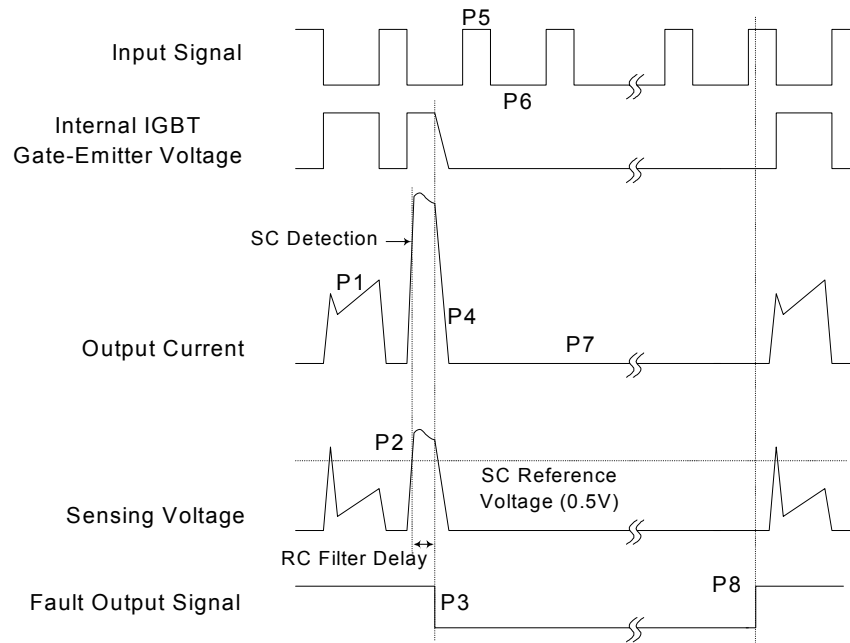 P5
Input Signal
P6
Internal IGBT
Gate-Emitter Voltage
SC Detection
P1
P4
Output Current
P7
P2
SC Reference
Voltage (0.5V)
Sensing Voltage
RC Filter Delay
P8
Fault Output Signal
P3